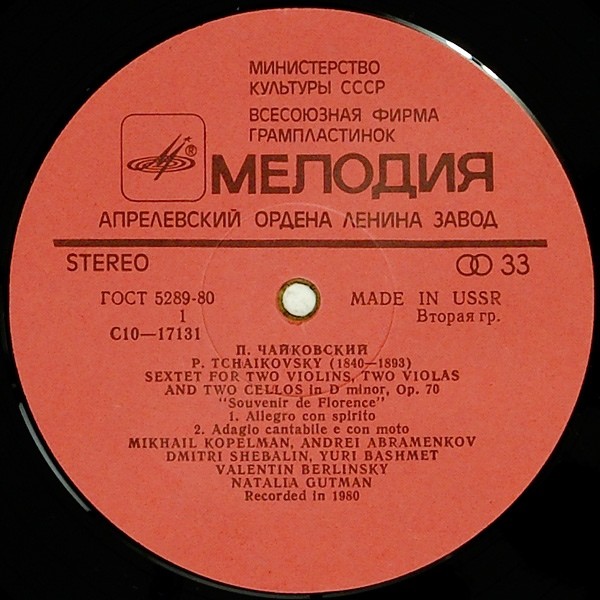 МИНИСТЕРСТВО
КУЛЬТУРЫ СССР
ВСЕСОЮЗНАЯ ФИРМА
ГРАМПЛАСТИНОК
®
МЕЛОДИЯ
АПРЕЛЕВСКИЙ ОРДЕНА ЛЕНИНА ЗАВОД
STEREO 33
ГОСТ 5289-80 MADE IN USSR
1 Вторая гр.
С10—17131
П. ЧАЙКОВСКИЙ
P. TCHAIKOVSKY (1840—1893)
SEXTET FOR TWO VIOLINS, TWO VIOLAS
AND TWO CELLOS in D minor, Op. 70
"Souvenir de Florence"
1. Allegro con spirito
2. Adagio cantabile e con moto
MIKHAIL KOPELMAN, ANDREI ABRAMENKOV
DMITRI SHEBALIN, YURI BASHMET
VALENTIN BERLINSKY
NATALIA GUTMAN
Recorded in 1980